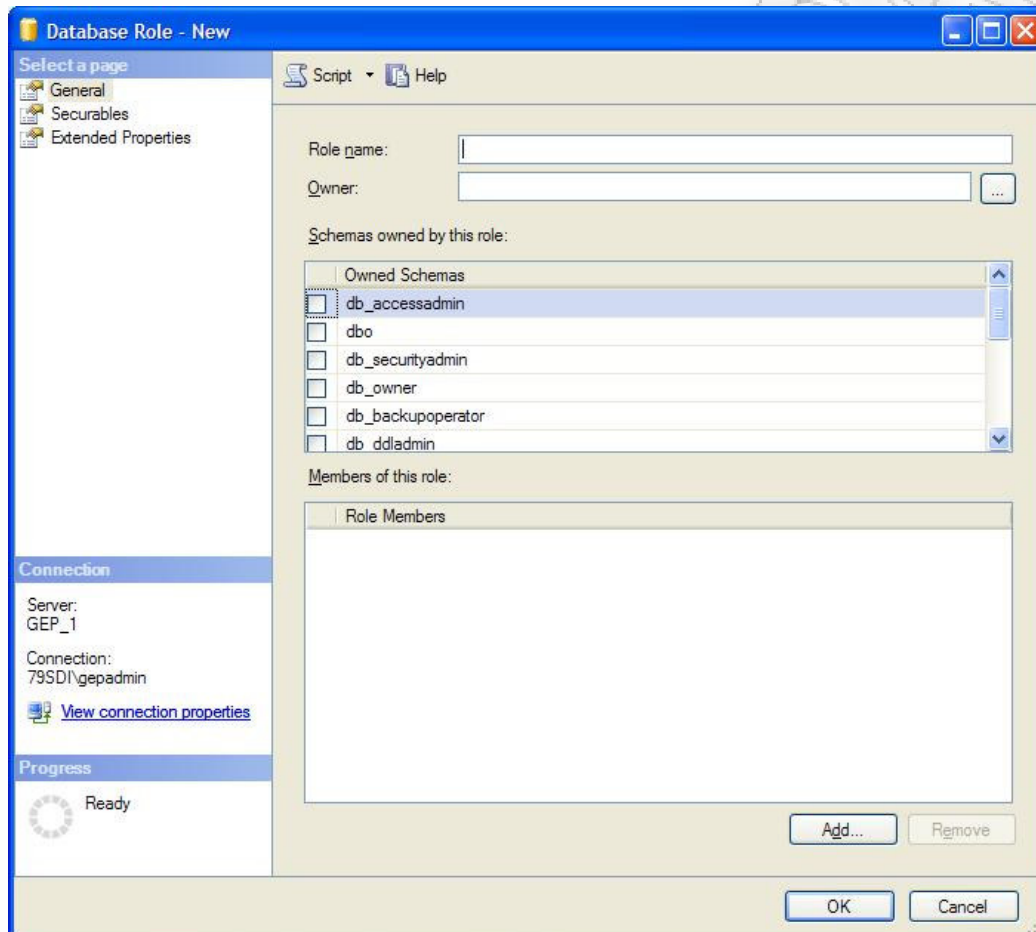 Database Role - New
Select a page
General
Securables
Extended Properties
Script Help
Role name:
Owner:
...
Schemas owned by this role:
Owned Schemas
db_accessadmin
dbo
db_securityadmin
db_owner
db_backupoperator
db_ddladmin
Members of this role:
Role Members
Connection
Server:
GEP_1
Connection:
79SDI\gepadmin
View connection properties
Progress
Ready
Add... Remove
OK Cancel